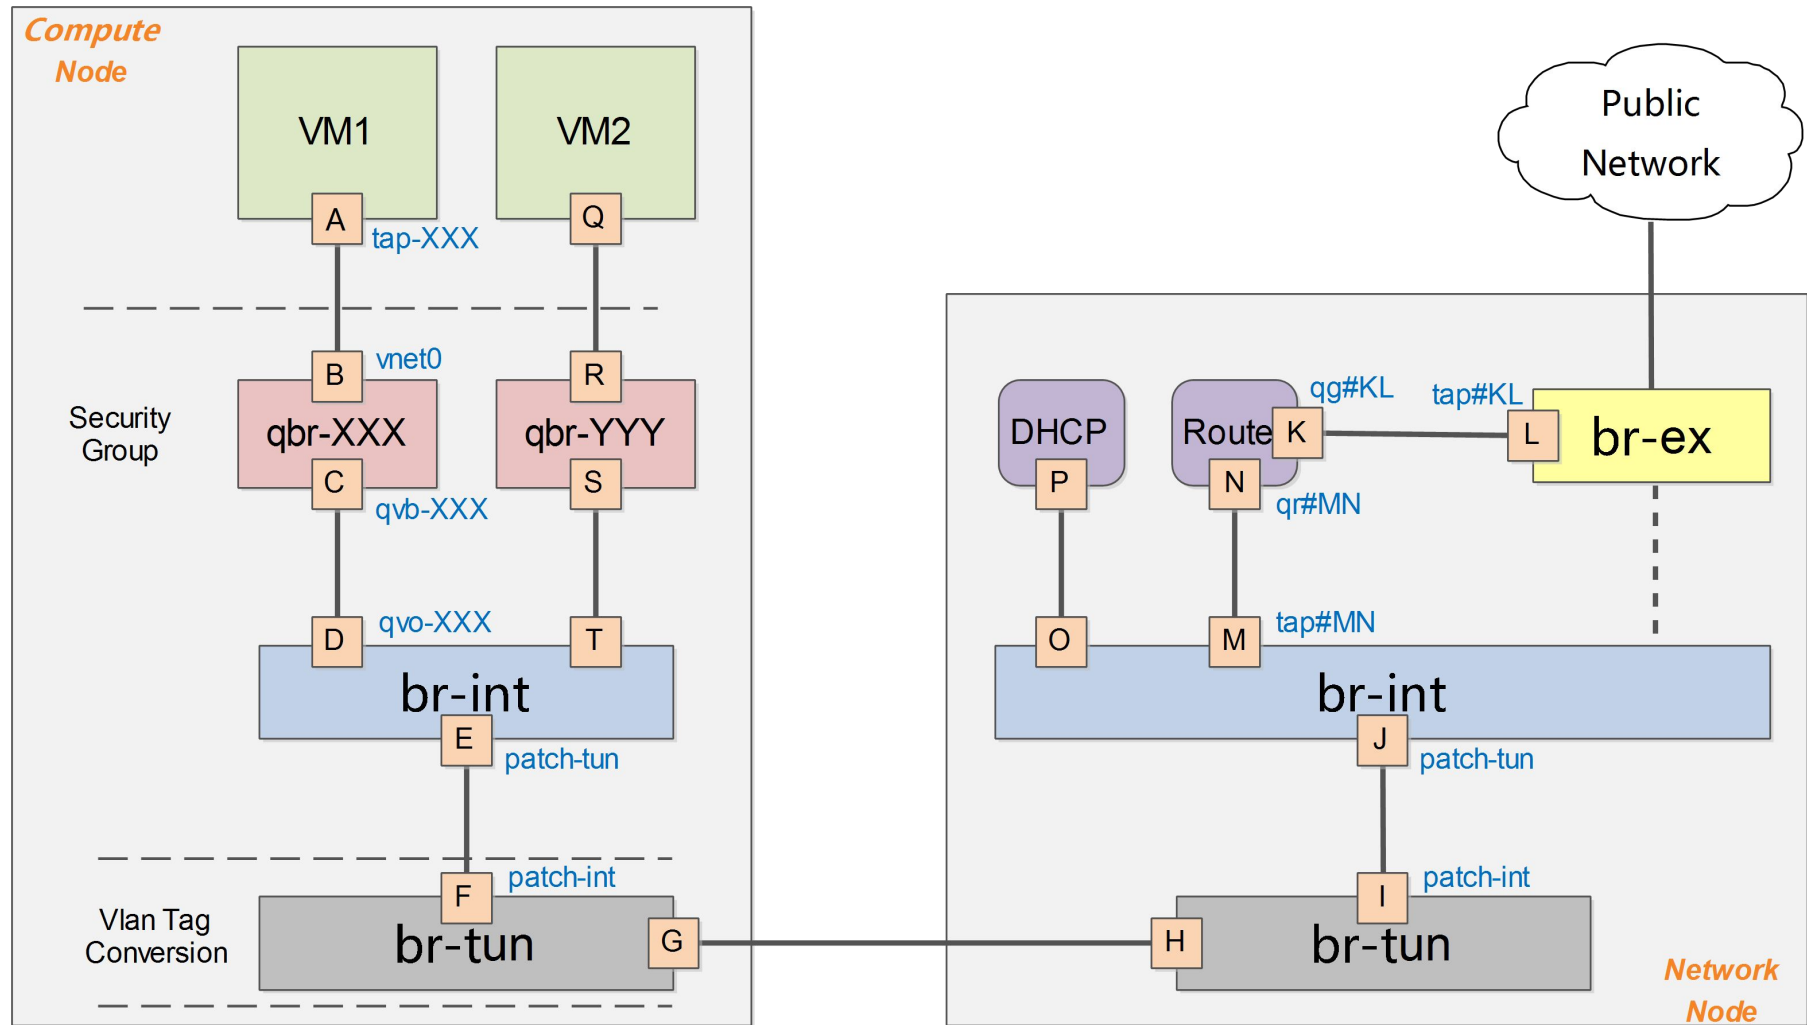 Compute
Node
VM1
VM2
A
Q
tap-XXX
Public
Network
B
vnet0
R
Security
Group
qbr-XXX
qbr-YYY
C
qvb-XXX
S
DHCP
P
Route
K
qg#KL
tap#KL
L
br-ex
N
qr#MN
D
qvo-XXX
T
br-int
E
patch-tun
O
M
tap#MN
br-int
J
patch-tun
F
patch-int
Vlan Tag
Conversion
br-tun
G
H
I
patch-int
br-tun
Network
Node